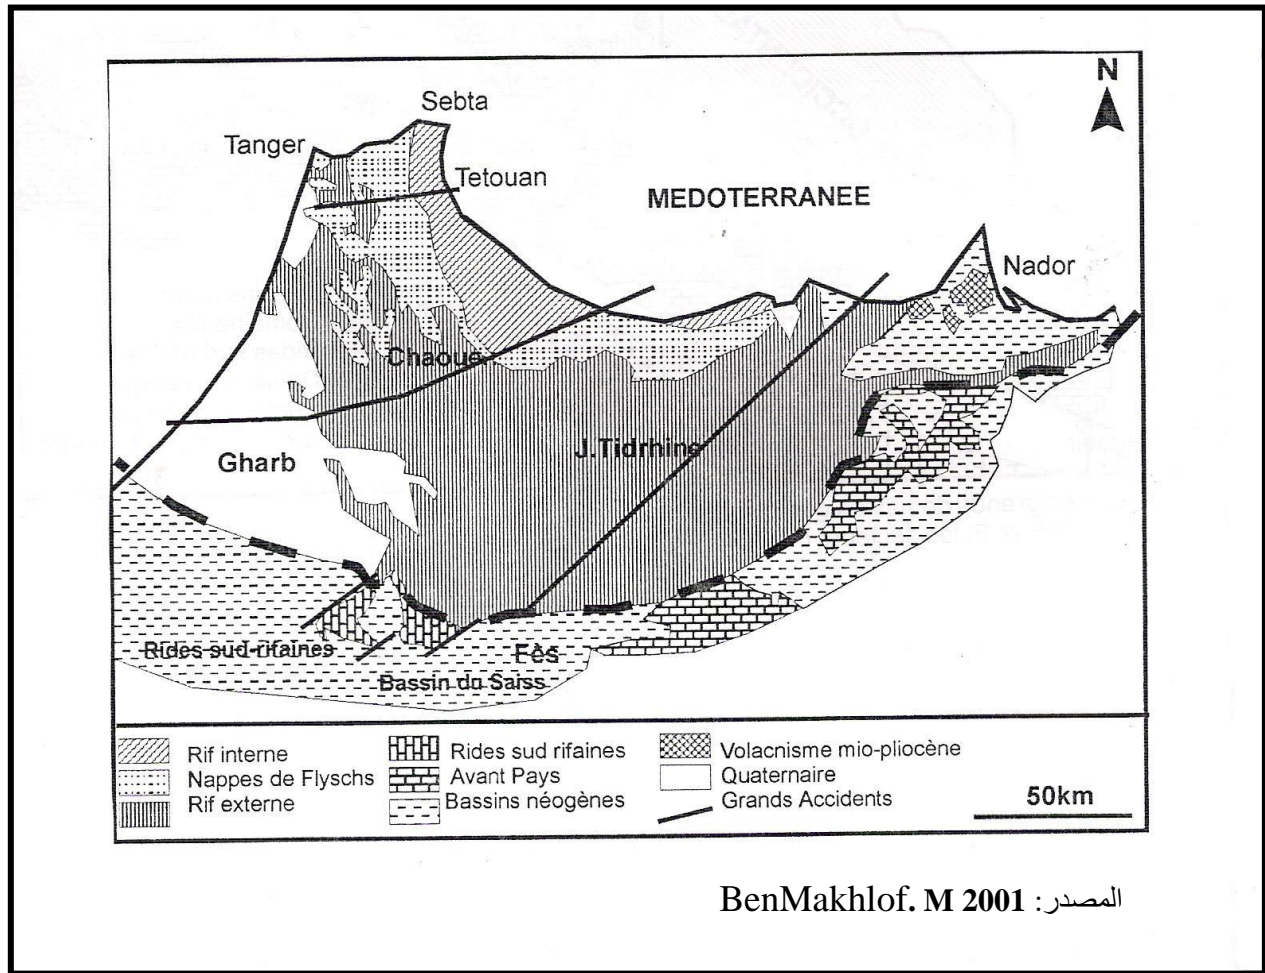 N
Sebta
Tanger
Tetouan
MEDOTERRANEE
Nador
Chaoue
Gharb
J.Tidrhine
Rides sud-rifaines
Fès
Bassin du Saiss
Rif interne
Nappes de Flyschs
Rif externe
Rides sud rifaines
Avant Pays
Bassins néogènes
Volacnisme mio-pliocène
Quaternaire
Grands Accidents
50km
المصدر: BenMakhlof. M 2001